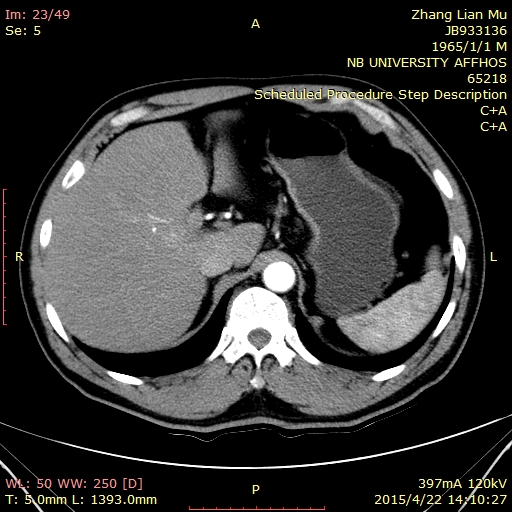 Im: 23/49
Se: 5
A
Zhang Lian Mu
JB933136
1965/1/1 M
NB UNIVERSITY AFFHOS
65218
Scheduled Procedure Step Description
C+A
C+A
R
L
WL: 50 WW: 250 [D]
T: 5.0mm L: 1393.0mm
P
397mA 120kV
2015/4/22 14:10:27